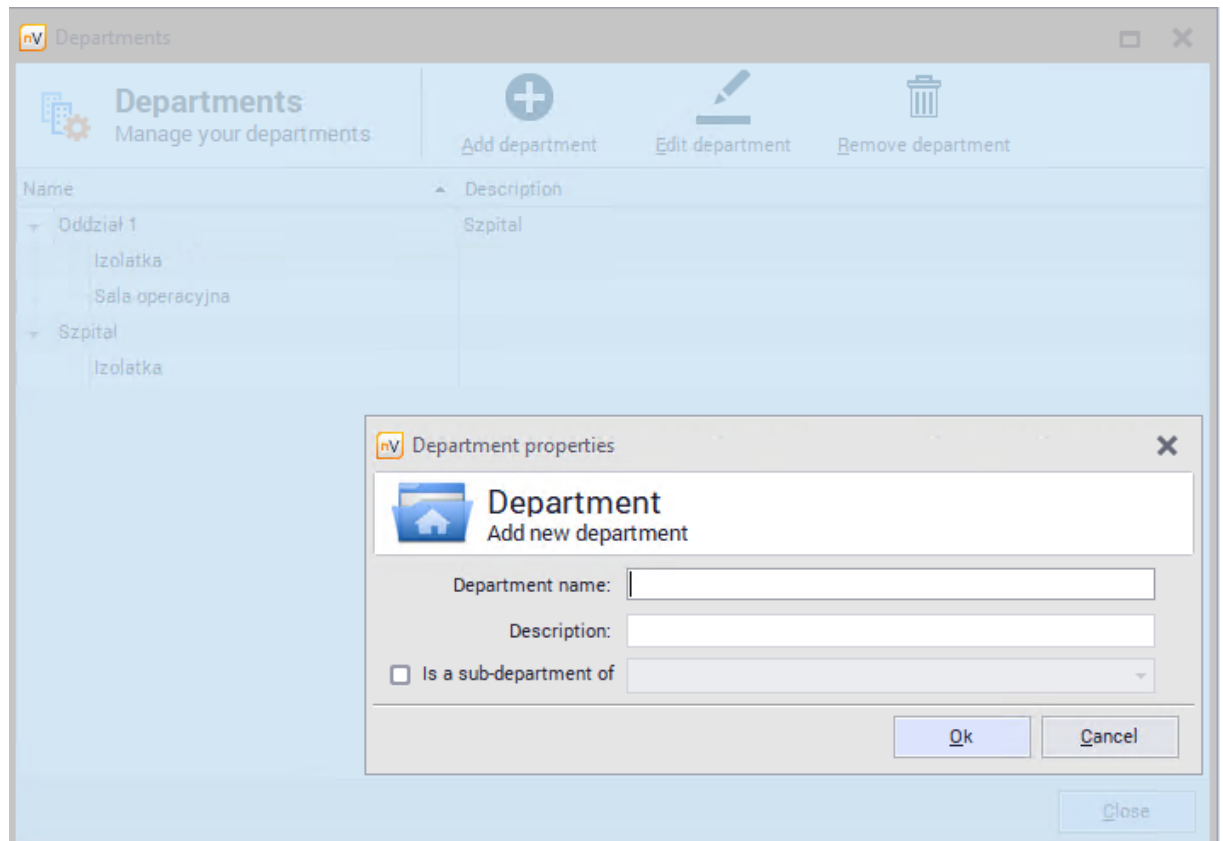 nV Departments
Departments
Manage your departments
Add department Edit department Remove department
Name Description
Oddział 1 Szpital
Izolatka
Sala operacyjna
Szpital
Izolatka
nV Department properties
Department
Add new department
Department name:
Description:
Is a sub-department of
Ok Cancel
Close